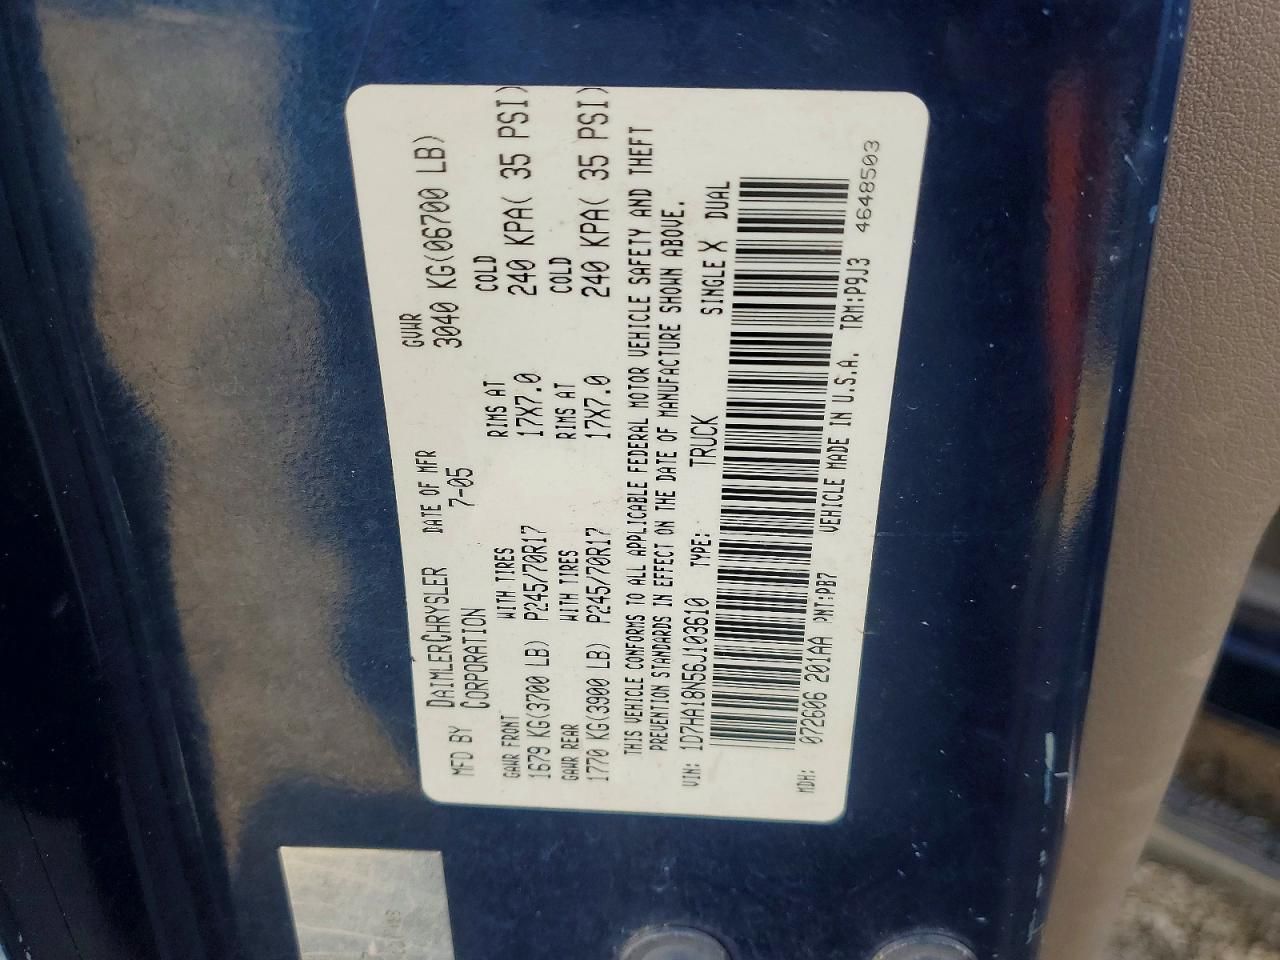 MFD BY DAIMLERCHRYSLER CORPORATION DATE OF MFR 7-05 GVWR 3040 KG(06700 LB)
GAWR FRONT WITH TIRES RIMS AT COLD
1679 KG(3700 LB) P245/70R17 17X7.0 240 KPA( 35 PSI)
GAWR REAR WITH TIRES RIMS AT COLD
1770 KG(3900 LB) P245/70R17 17X7.0 240 KPA( 35 PSI)
THIS VEHICLE CONFORMS TO ALL APPLICABLE FEDERAL MOTOR VEHICLE SAFETY AND THEFT
PREVENTION STANDARDS IN EFFECT ON THE DATE OF MANUFACTURE SHOWN ABOVE.
VIN: 1D7HA18N56J103610 TYPE: TRUCK SINGLE X DUAL
MDH: 072606 201AA PNT:PB7 VEHICLE MADE IN U.S.A. TRM:P9J3 4648503